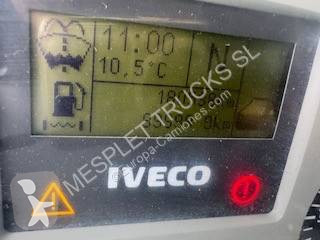 11:00 N
10,5°C
MESPLET TRUCKS SL
Europa-Camiones.com
IVECO